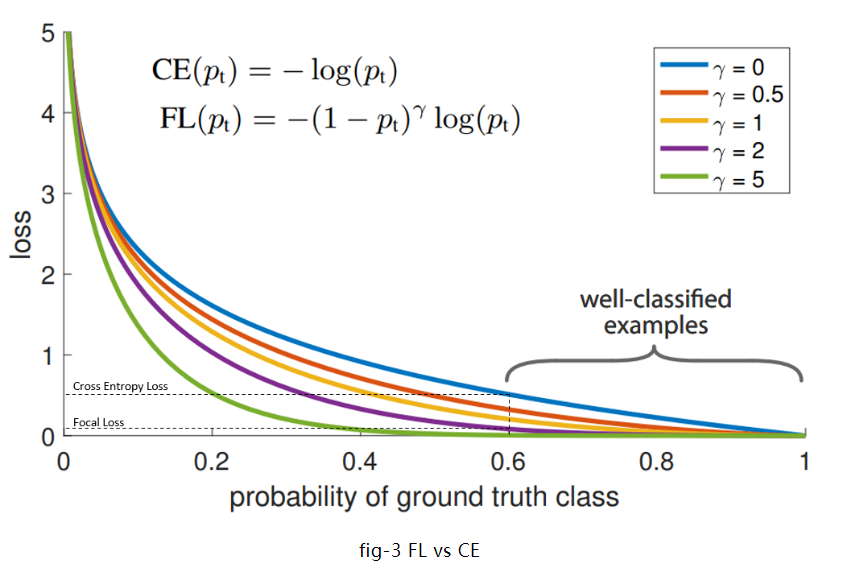 CE(pt) = − log(pt)
FL(pt) = −(1 − pt)^γ log(pt)
γ = 0
γ = 0.5
γ = 1
γ = 2
γ = 5
well-classified
examples
5
4
3
2
1
0
loss
Cross Entropy Loss
Focal Loss
0
0.2
0.4
0.6
0.8
1
probability of ground truth class
fig-3 FL vs CE